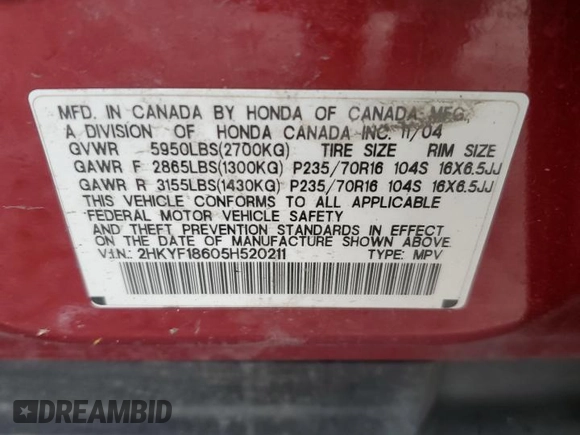 MFD. IN CANADA BY HONDA OF CANADA MFG.,
A DIVISION OF HONDA CANADA INC. 11/04
GVWR 5950LBS(2700KG) TIRE SIZE RIM SIZE
GAWR F 2865LBS(1300KG) P235/70R16 104S 16X6.5JJ
GAWR R 3155LBS(1430KG) P235/70R16 104S 16X6.5JJ
THIS VEHICLE CONFORMS TO ALL APPLICABLE
FEDERAL MOTOR VEHICLE SAFETY
AND THEFT PREVENTION STANDARDS IN EFFECT
ON THE DATE OF MANUFACTURE SHOWN ABOVE.
V.I.N.: 2HKYF18605H520211 TYPE: MPV
DREAMBID